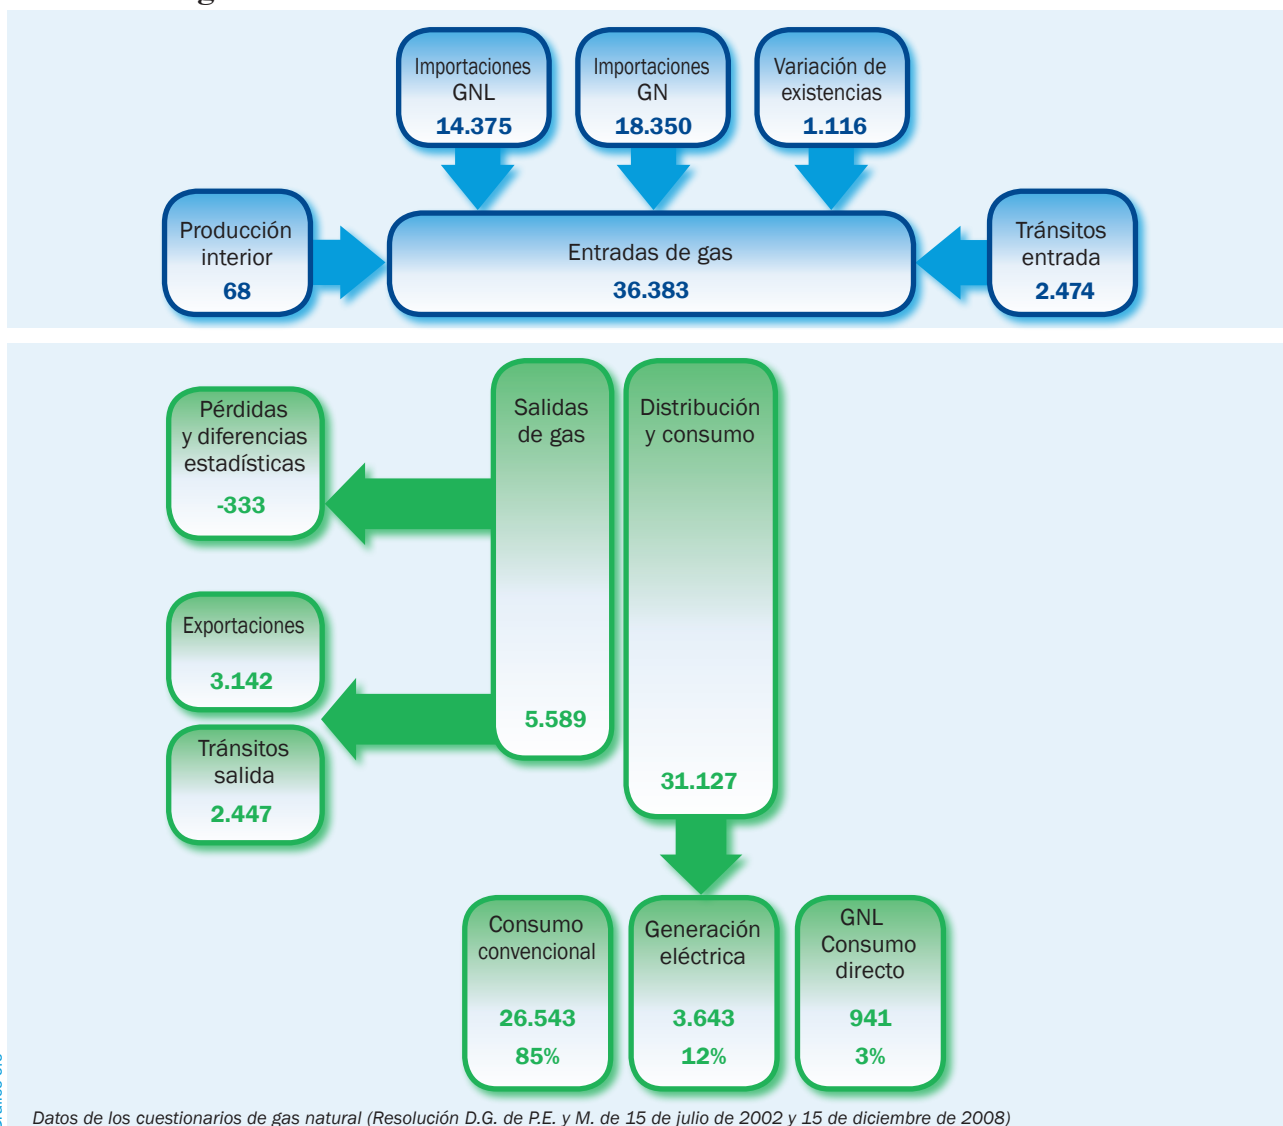 Importaciones
GNL
14.375
Importaciones
GN
18.350
Variación de
existencias
1.116
Producción
interior
68
Entradas de gas
36.383
Tránsitos
entrada
2.474
Pérdidas
y diferencias
estadísticas
-333
Salidas
de gas
5.589
Distribución
y consumo
31.127
Exportaciones
3.142
Tránsitos
salida
2.447
Consumo
convencional
26.543
85%
Generación
eléctrica
3.643
12%
GNL
Consumo
directo
941
3%
Datos de los cuestionarios de gas natural (Resolución D.G. de P.E. y M. de 15 de julio de 2002 y 15 de diciembre de 2008)